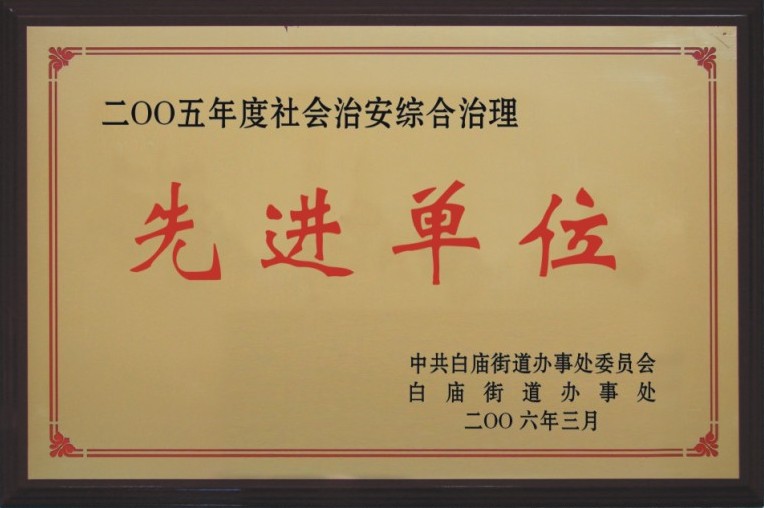 二OO五年度社会治安综合治理
先进单位
中共白庙街道办事处委员会
白庙街道办事处
二OO六年三月